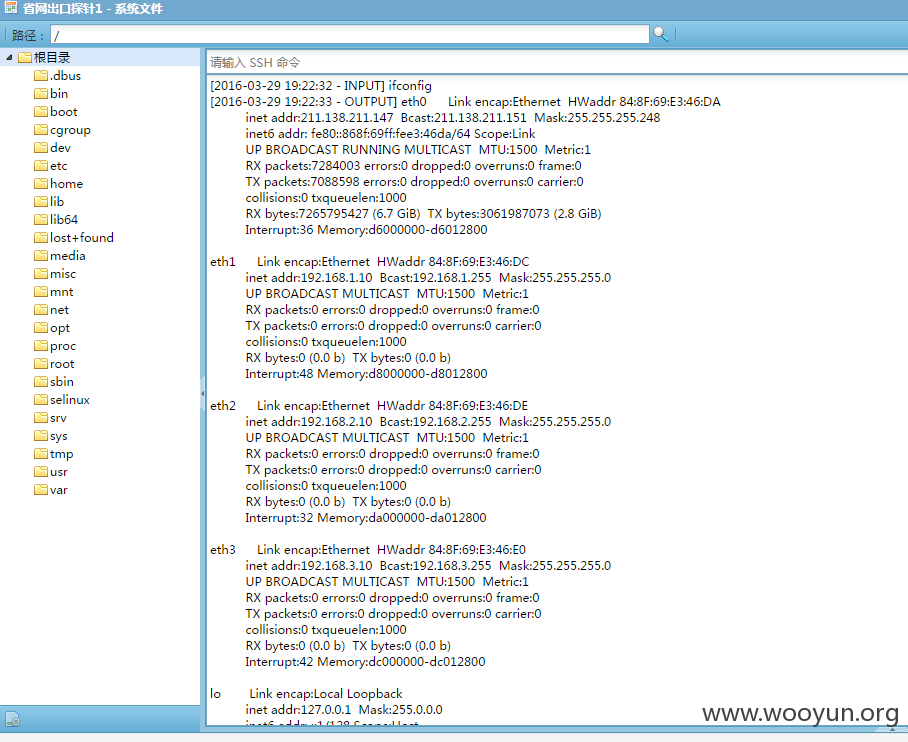 省网出口探针1 - 系统文件
路径： /
根目录
.dbus
bin
boot
cgroup
dev
etc
home
lib
lib64
lost+found
media
misc
mnt
net
opt
proc
root
sbin
selinux
srv
sys
tmp
usr
var
请输入 SSH 命令
[2016-03-29 19:22:32 - INPUT] ifconfig
[2016-03-29 19:22:33 - OUTPUT] eth0 Link encap:Ethernet HWaddr 84:8F:69:E3:46:DA
inet addr:211.138.211.147 Bcast:211.138.211.151 Mask:255.255.255.248
inet6 addr: fe80::868f:69ff:fee3:46da/64 Scope:Link
UP BROADCAST RUNNING MULTICAST MTU:1500 Metric:1
RX packets:7284003 errors:0 dropped:0 overruns:0 frame:0
TX packets:7088598 errors:0 dropped:0 overruns:0 carrier:0
collisions:0 txqueuelen:1000
RX bytes:7265795427 (6.7 GiB) TX bytes:3061987073 (2.8 GiB)
Interrupt:36 Memory:d6000000-d6012800
eth1 Link encap:Ethernet HWaddr 84:8F:69:E3:46:DC
inet addr:192.168.1.10 Bcast:192.168.1.255 Mask:255.255.255.0
UP BROADCAST MULTICAST MTU:1500 Metric:1
RX packets:0 errors:0 dropped:0 overruns:0 frame:0
TX packets:0 errors:0 dropped:0 overruns:0 carrier:0
collisions:0 txqueuelen:1000
RX bytes:0 (0.0 b) TX bytes:0 (0.0 b)
Interrupt:48 Memory:d8000000-d8012800
eth2 Link encap:Ethernet HWaddr 84:8F:69:E3:46:DE
inet addr:192.168.2.10 Bcast:192.168.2.255 Mask:255.255.255.0
UP BROADCAST MULTICAST MTU:1500 Metric:1
RX packets:0 errors:0 dropped:0 overruns:0 frame:0
TX packets:0 errors:0 dropped:0 overruns:0 carrier:0
collisions:0 txqueuelen:1000
RX bytes:0 (0.0 b) TX bytes:0 (0.0 b)
Interrupt:32 Memory:da000000-da012800
eth3 Link encap:Ethernet HWaddr 84:8F:69:E3:46:E0
inet addr:192.168.3.10 Bcast:192.168.3.255 Mask:255.255.255.0
UP BROADCAST MULTICAST MTU:1500 Metric:1
RX packets:0 errors:0 dropped:0 overruns:0 frame:0
TX packets:0 errors:0 dropped:0 overruns:0 carrier:0
collisions:0 txqueuelen:1000
RX bytes:0 (0.0 b) TX bytes:0 (0.0 b)
Interrupt:42 Memory:dc000000-dc012800
lo Link encap:Local Loopback
inet addr:127.0.0.1 Mask:255.0.0.0
inet6 addr: ::1/128 Scope:Host
www.wooyun.org